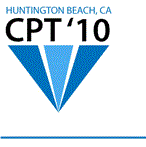 HUNTINGTON BEACH, CA
CPT '10